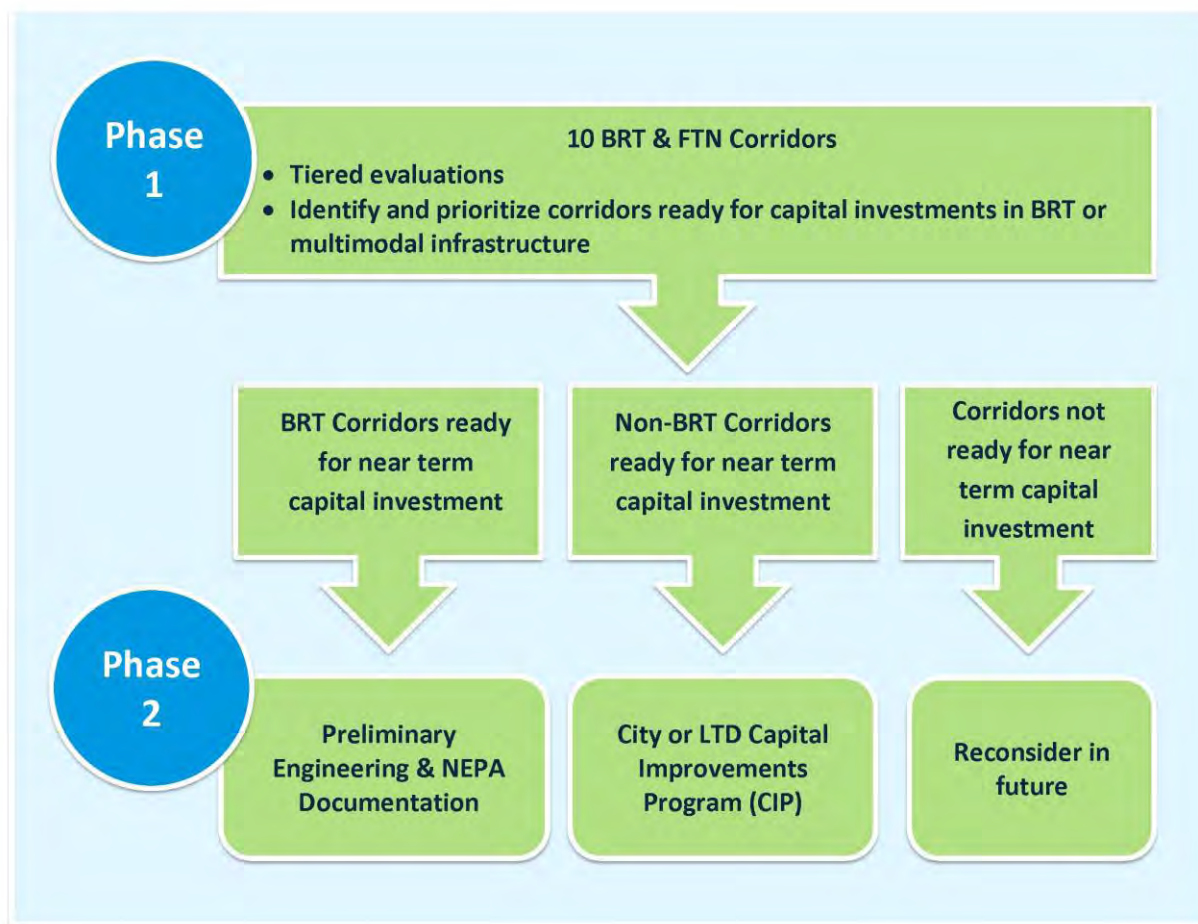 Phase
1
10 BRT & FTN Corridors
• Tiered evaluations
• Identify and prioritize corridors ready for capital investments in BRT or
multimodal infrastructure
BRT Corridors ready
for near term
capital investment
Non-BRT Corridors
ready for near term
capital investment
Corridors not
ready for near
term capital
investment
Phase
2
Preliminary
Engineering & NEPA
Documentation
City or LTD Capital
Improvements
Program (CIP)
Reconsider in
future